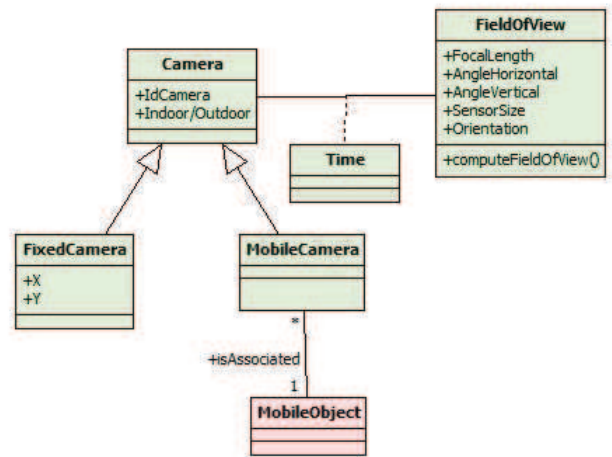 FieldOfView
+FocalLength
+AngleHorizontal
+AngleVertical
+SensorSize
+Orientation
+computeFieldOfView()
Camera
+IdCamera
+Indoor/Outdoor
Time
FixedCamera
+X
+Y
MobileCamera
*
+isAssociated
1
MobileObject